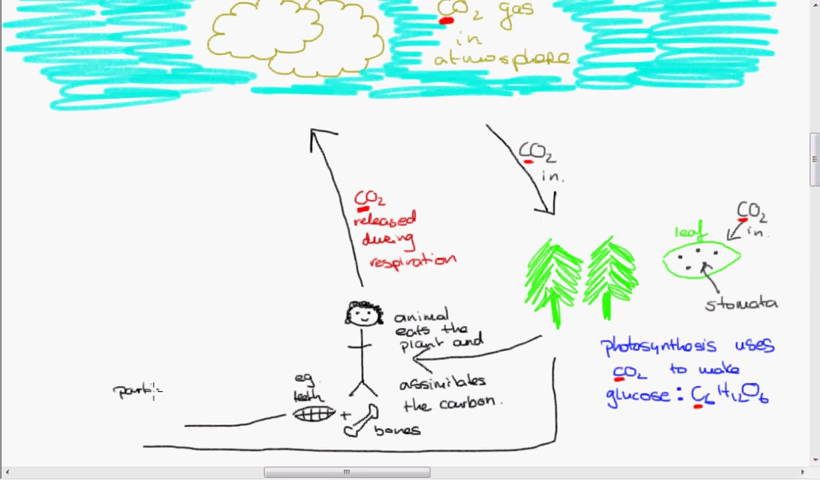 CO2 gas
in
atmosphere
CO2
in.
CO2
released
during
respiration
CO2
in.
leaf
stomata
animal
eats the
plant and
assimilates
the carbon.
photosynthesis uses
CO2 to make
glucose: C6H12O6
eg.
teeth
+
bones